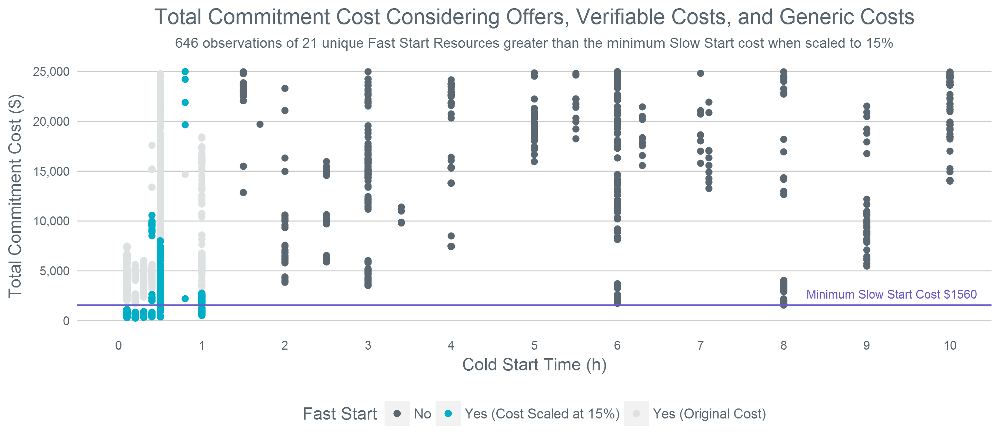 Total Commitment Cost Considering Offers, Verifiable Costs, and Generic Costs
646 observations of 21 unique Fast Start Resources greater than the minimum Slow Start cost when scaled to 15%
Total Commitment Cost ($)
25,000
20,000
15,000
10,000
5,000
0
Minimum Slow Start Cost $1560
0 1 2 3 4 5 6 7 8 9 10
Cold Start Time (h)
Fast Start No Yes (Cost Scaled at 15%) Yes (Original Cost)